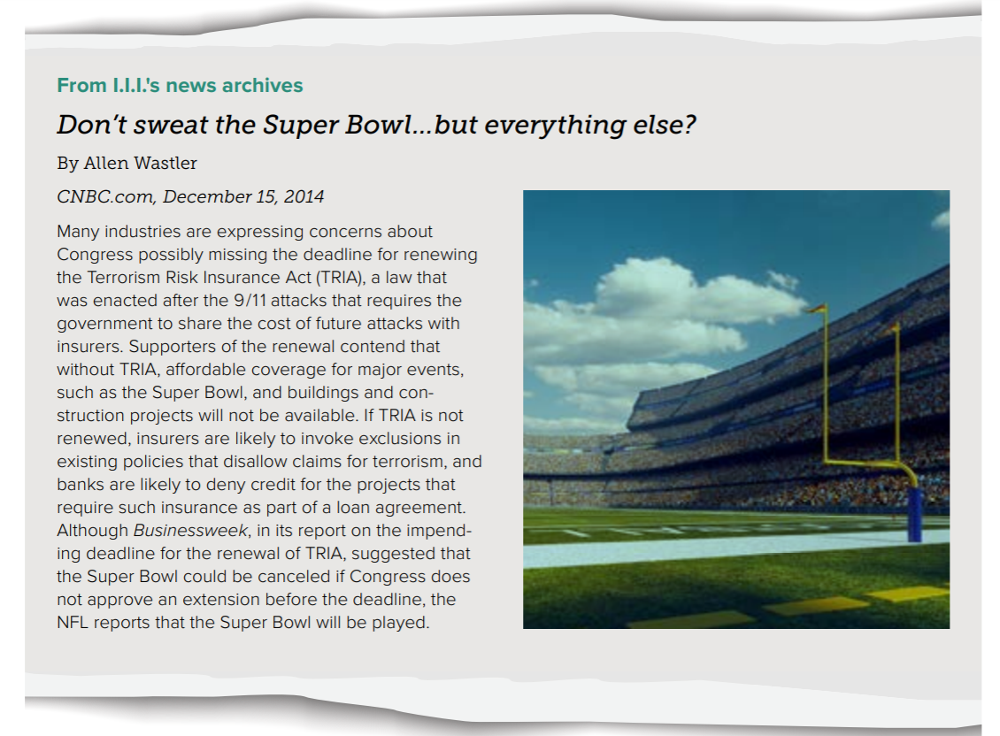 From I.I.I.'s news archives
Don't sweat the Super Bowl...but everything else?
By Allen Wastler
CNBC.com, December 15, 2014
Many industries are expressing concerns about
Congress possibly missing the deadline for renewing
the Terrorism Risk Insurance Act (TRIA), a law that
was enacted after the 9/11 attacks that requires the
government to share the cost of future attacks with
insurers. Supporters of the renewal contend that
without TRIA, affordable coverage for major events,
such as the Super Bowl, and buildings and con-
struction projects will not be available. If TRIA is not
renewed, insurers are likely to invoke exclusions in
existing policies that disallow claims for terrorism, and
banks are likely to deny credit for the projects that
require such insurance as part of a loan agreement.
Although Businessweek, in its report on the impend-
ing deadline for the renewal of TRIA, suggested that
the Super Bowl could be canceled if Congress does
not approve an extension before the deadline, the
NFL reports that the Super Bowl will be played.